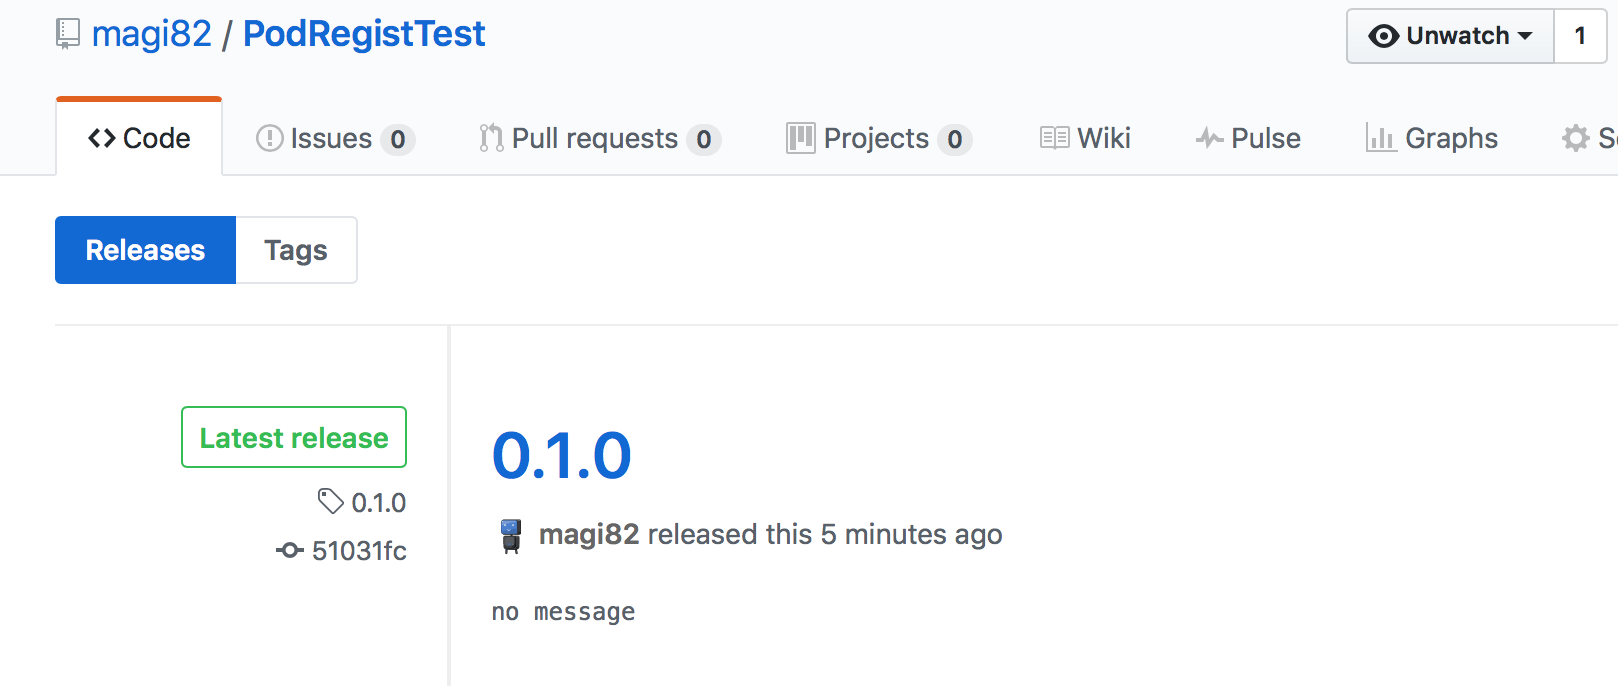 magi82 / PodRegistTest
Unwatch 1
Code Issues 0 Pull requests 0 Projects 0 Wiki Pulse Graphs
Releases Tags
Latest release
0.1.0
51031fc
0.1.0
magi82 released this 5 minutes ago
no message